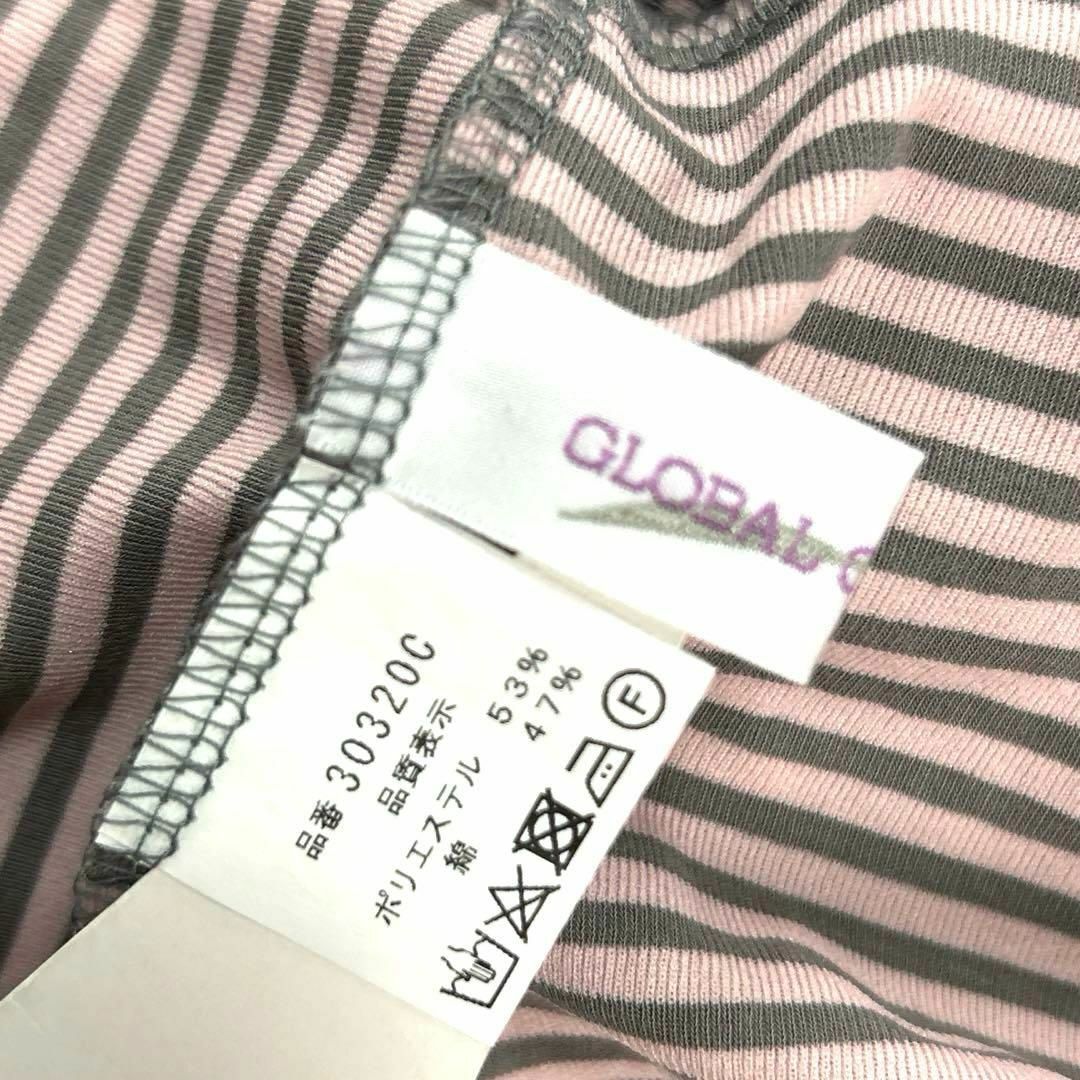 GLOBAL
品番 30320C
品質表示
ポリエステル 53%
綿 47%
F